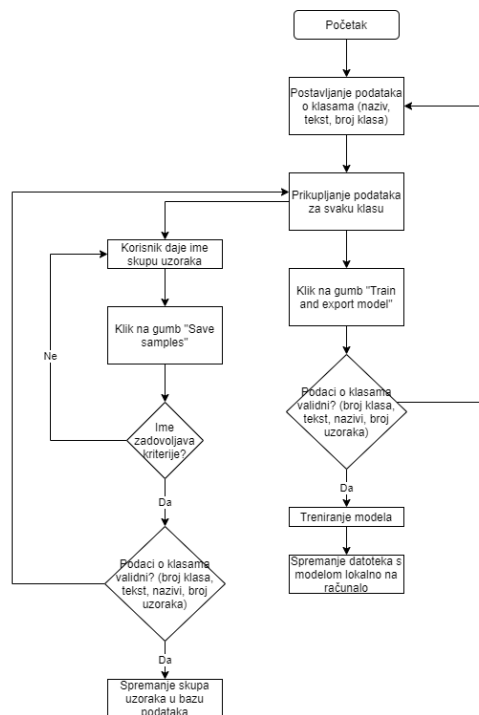 Početak
Postavljanje podataka
o klasama (naziv,
tekst, broj klasa)
Prikupljanje podataka
za svaku klasu
Korisnik daje ime
skupu uzoraka
Klik na gumb "Train
and export model"
Klik na gumb "Save
samples"
Ne
Podaci o klasama
validni? (broj klasa,
tekst, nazivi, broj
uzoraka)
Ime
zadovoljava
kriterije?
Da
Da
Treniranje modela
Podaci o klasama
validni? (broj klasa,
tekst, nazivi, broj
uzoraka)
Spremanje datoteka s
modelom lokalno na
računalo
Da
Spremanje skupa
uzoraka u bazu
podataka